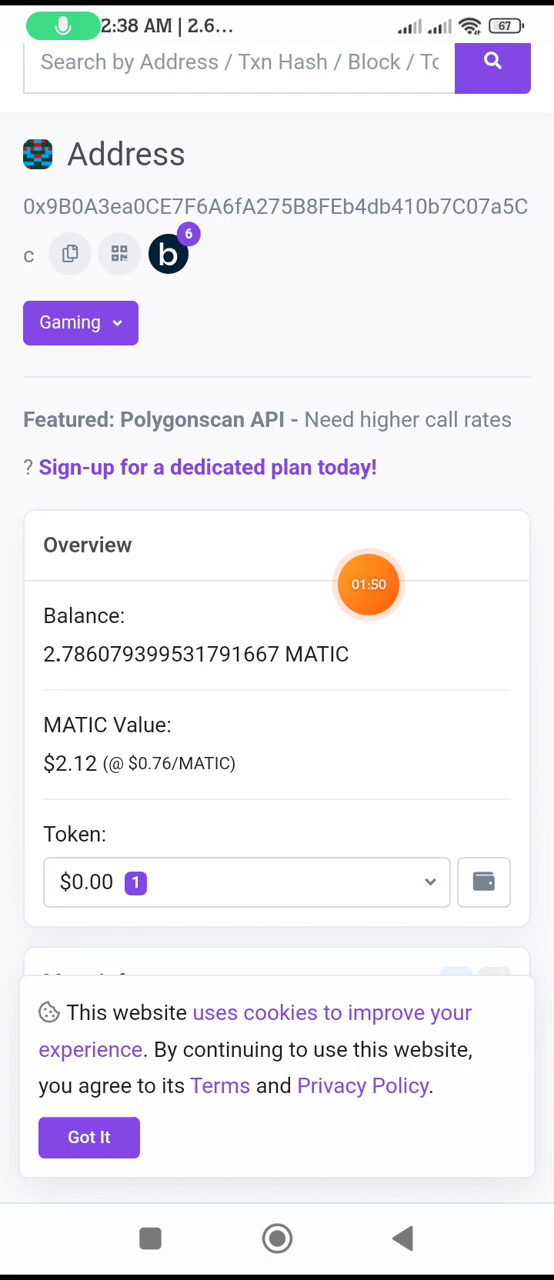 2:38 AM | 2.6...
67
Search by Address / Txn Hash / Block / Tc
Address
0x9B0A3ea0CE7F6A6fA275B8FEb4db410b7C07a5C
c
b
6
Gaming
Featured: Polygonscan API - Need higher call rates
? Sign-up for a dedicated plan today!
Overview
01:50
Balance:
2.786079399531791667 MATIC
MATIC Value:
$2.12 (@ $0.76/MATIC)
Token:
$0.00 1
This website uses cookies to improve your
experience. By continuing to use this website,
you agree to its Terms and Privacy Policy.
Got It